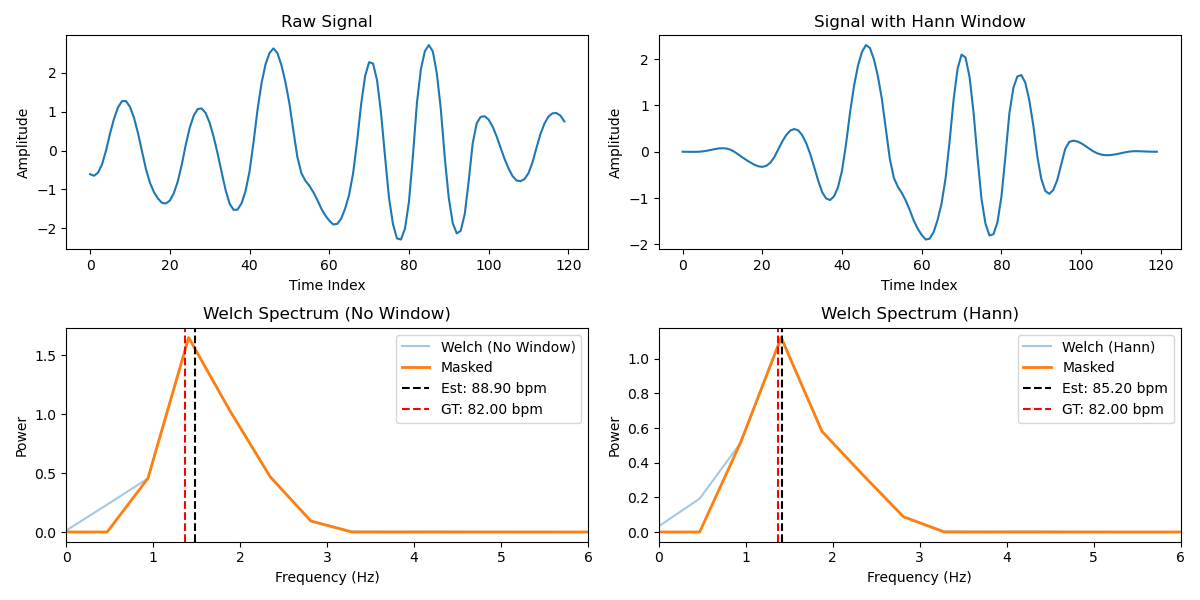 Raw Signal
Amplitude
2
1
0
−1
−2
0 20 40 60 80 100 120
Time Index
Signal with Hann Window
Amplitude
2
1
0
−1
−2
0 20 40 60 80 100 120
Time Index
Welch Spectrum (No Window)
Power
1.5
1.0
0.5
0.0
0 1 2 3 4 5 6
Frequency (Hz)
Welch (No Window)
Masked
Est: 88.90 bpm
GT: 82.00 bpm
Welch Spectrum (Hann)
Power
1.0
0.8
0.6
0.4
0.2
0.0
0 1 2 3 4 5 6
Frequency (Hz)
Welch (Hann)
Masked
Est: 85.20 bpm
GT: 82.00 bpm